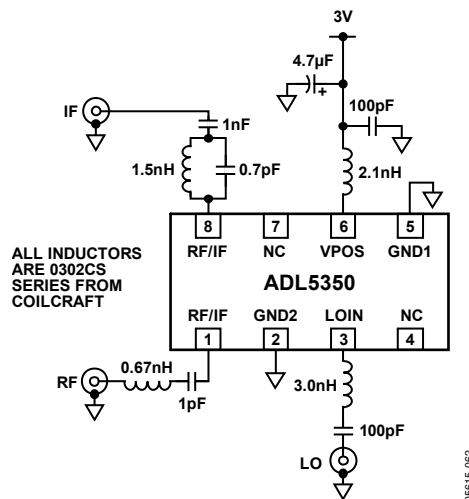 3V
4.7µF
+
100pF
IF
1nF
1.5nH
0.7pF
2.1nH
8
7
6
5
RF/IF
NC
VPOS
GND1
ALL INDUCTORS
ARE 0302CS
SERIES FROM
COILCRAFT
ADL5350
RF/IF
GND2
LOIN
NC
1
2
3
4
0.67nH
RF
1pF
3.0nH
100pF
LO
05615-062